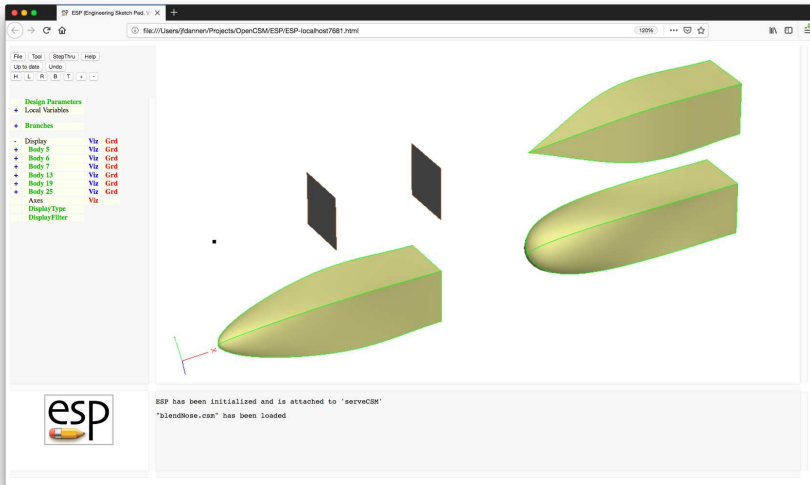 ESP (Engineering Sketch Pad, V
file:///Users/jfdannen/Projects/OpenCSM/ESP/ESP-localhost7681.html
120%
File Tool StepThru Help
Up to date Undo
H L R B T + -
Design Parameters
+ Local Variables
+ Branches
- Display Viz Grd
+ Body 5 Viz Grd
+ Body 6 Viz Grd
+ Body 7 Viz Grd
+ Body 13 Viz Grd
+ Body 19 Viz Grd
+ Body 25 Viz Grd
Axes Viz
DisplayType
DisplayFilter
X
esp
ESP has been initialized and is attached to 'serveCSM'
"blendNose.csm" has been loaded